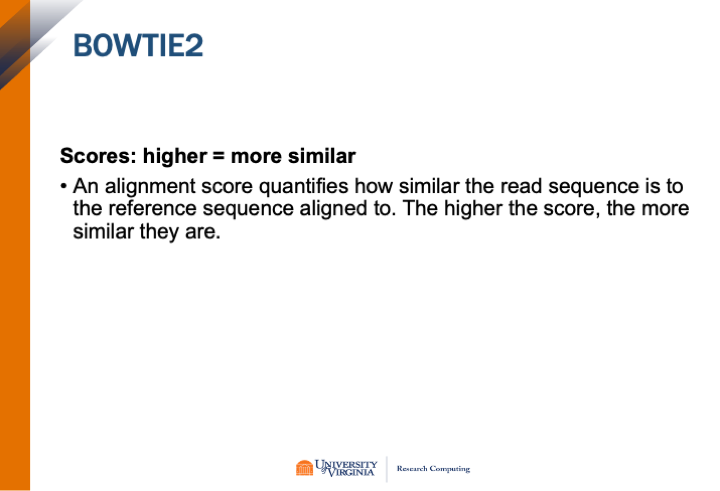 BOWTIE2
Scores: higher = more similar
• An alignment score quantifies how similar the read sequence is to
the reference sequence aligned to. The higher the score, the more
similar they are.
UNIVERSITY
of VIRGINIA
Research Computing